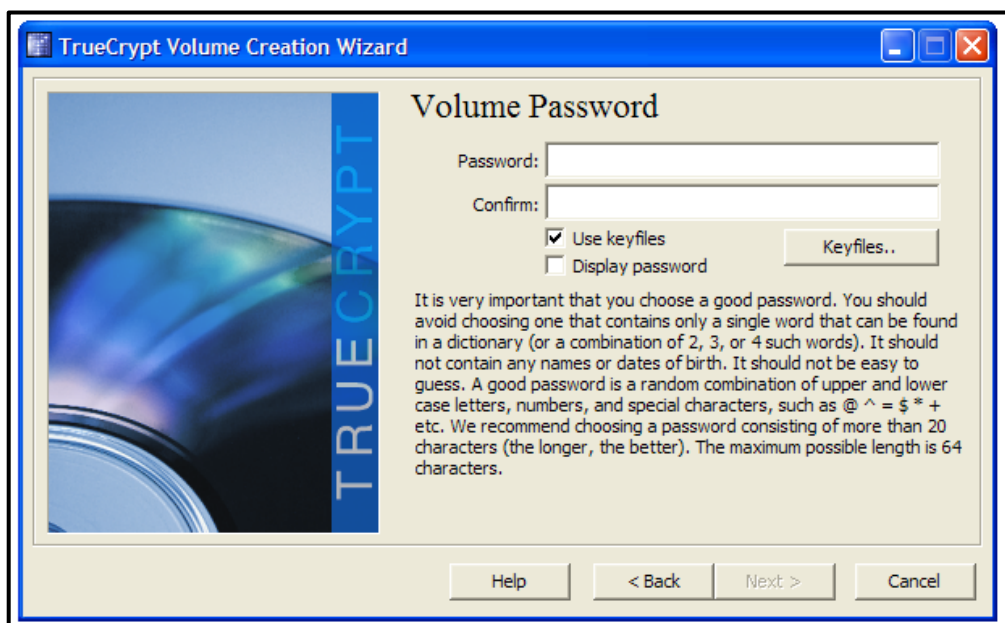 TrueCrypt Volume Creation Wizard
TRUECRYPT
Volume Password
Password:
Confirm:
Use keyfiles
Keyfiles..
Display password
It is very important that you choose a good password. You should
avoid choosing one that contains only a single word that can be found
in a dictionary (or a combination of 2, 3, or 4 such words). It should
not contain any names or dates of birth. It should not be easy to
guess. A good password is a random combination of upper and lower
case letters, numbers, and special characters, such as @ ^ = $ * +
etc. We recommend choosing a password consisting of more than 20
characters (the longer, the better). The maximum possible length is 64
characters.
Help
< Back
Next >
Cancel